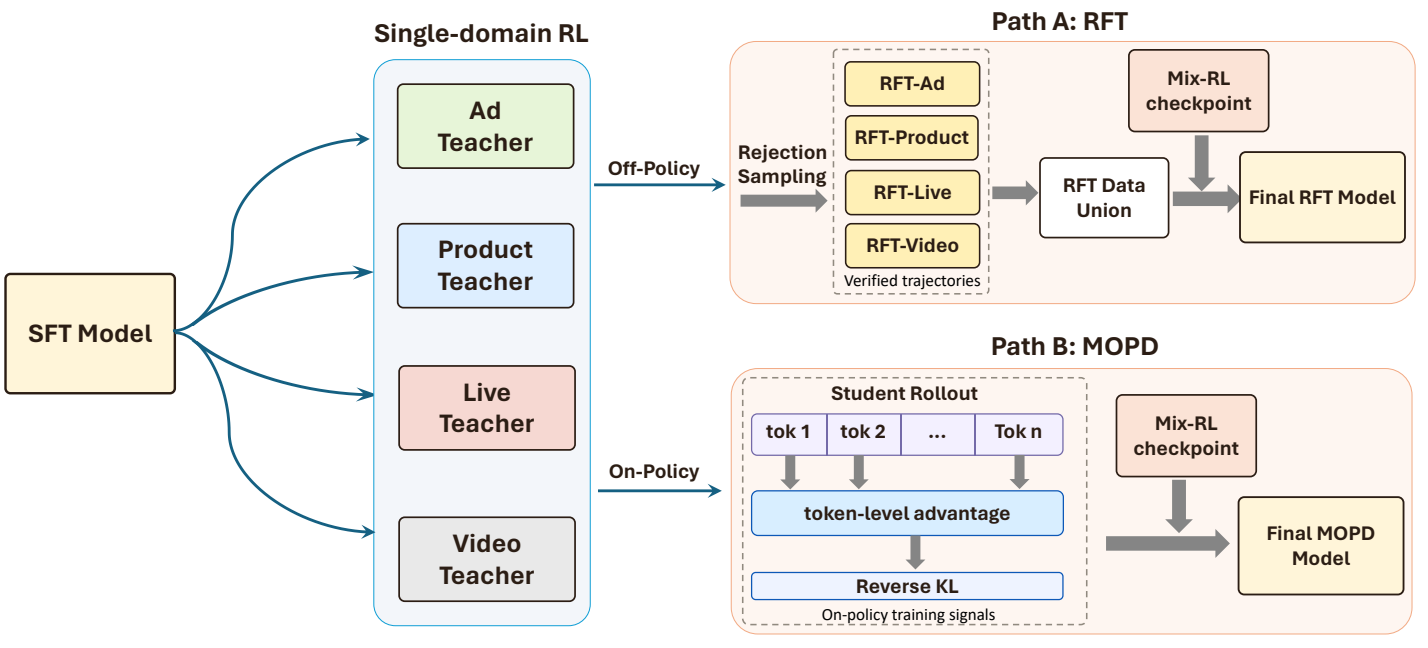 Single-domain RL
SFT Model
Ad
Teacher
Product
Teacher
Live
Teacher
Video
Teacher
Off-Policy
On-Policy
Path A: RFT
Rejection
Sampling
RFT-Ad
RFT-Product
RFT-Live
RFT-Video
Verified trajectories
RFT Data
Union
Mix-RL
checkpoint
Final RFT Model
Path B: MOPD
Student Rollout
tok 1
tok 2
...
Tok n
token-level advantage
Reverse KL
On-policy training signals
Mix-RL
checkpoint
Final MOPD
Model